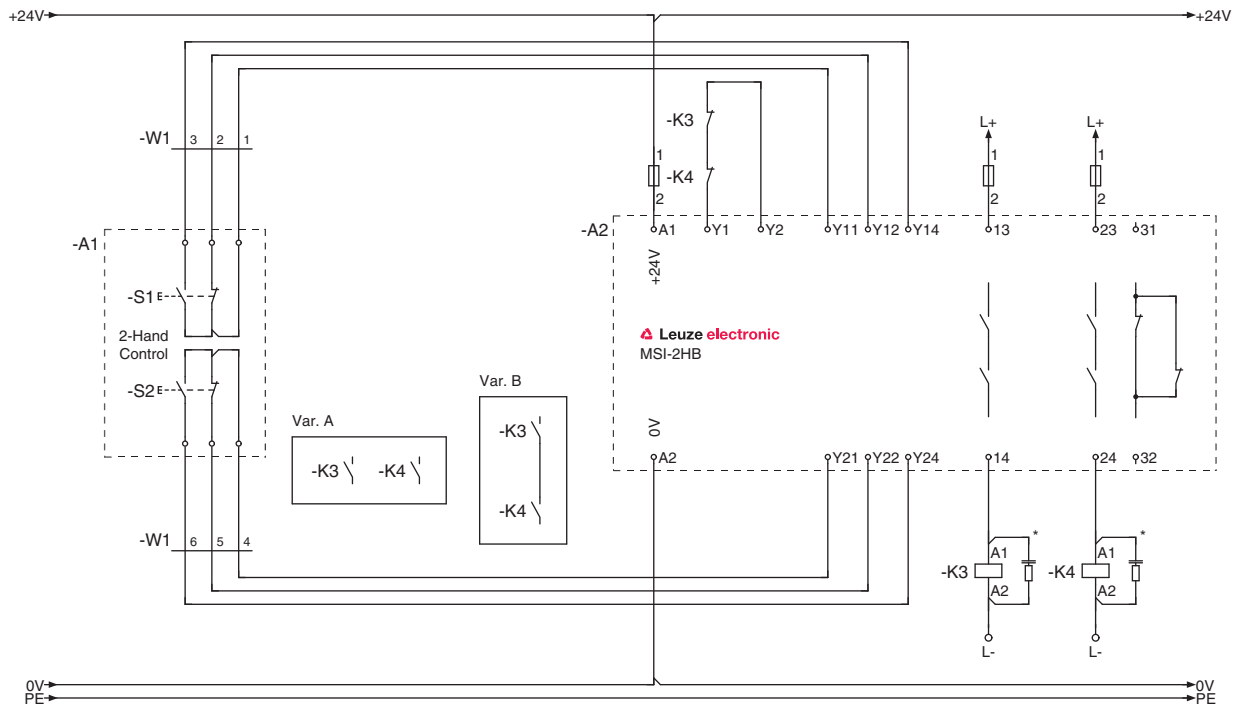 +24V +24V
-K3 L+ L+
-W1 3 2 1
1 1 1
-K4
2 2 2
-A1 -A2 A1 Y1 Y2 Y11 Y12 Y14 13 23 31
+24V
-S1
2-Hand
Control
Leuze electronic
MSI-2HB
-S2
Var. B
Var. A
-K3
-K3 -K4
0V
A2 Y21 Y22 Y24 14 24 32
-K4
-W1 6 5 4
* *
A1 A1
-K3 -K4
A2 A2
L- L-
0V 0V
PE PE